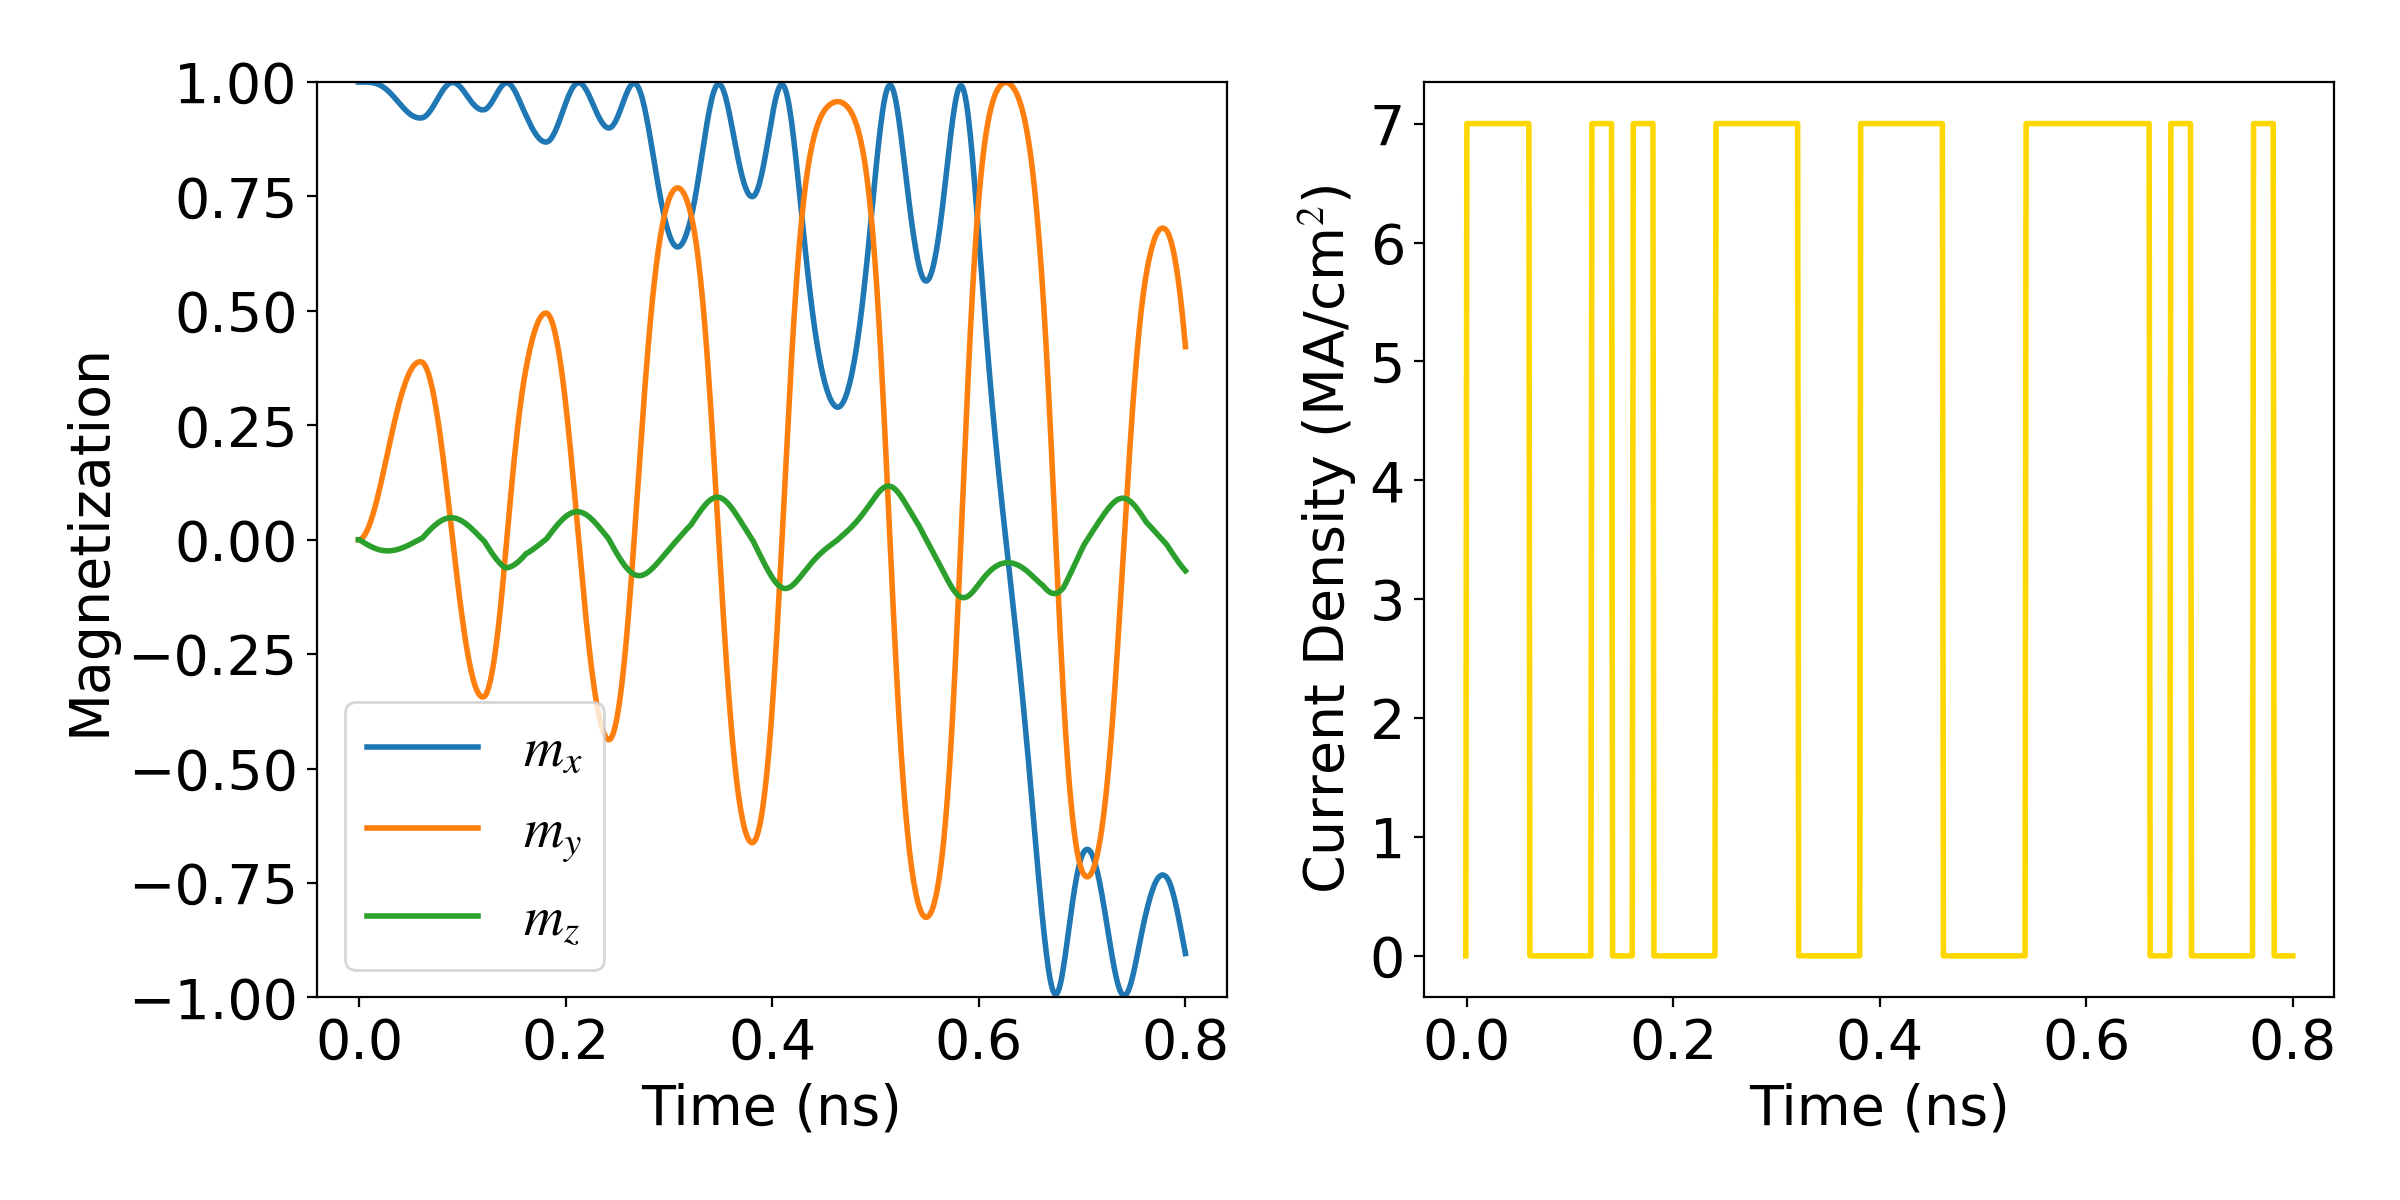 1.00
0.75
0.50
0.25
0.00
−0.25
−0.50
−0.75
−1.00
Magnetization
m_x
m_y
m_z
0.0 0.2 0.4 0.6 0.8
Time (ns)
7
6
5
4
3
2
1
0
Current Density (MA/cm²)
0.0 0.2 0.4 0.6 0.8
Time (ns)